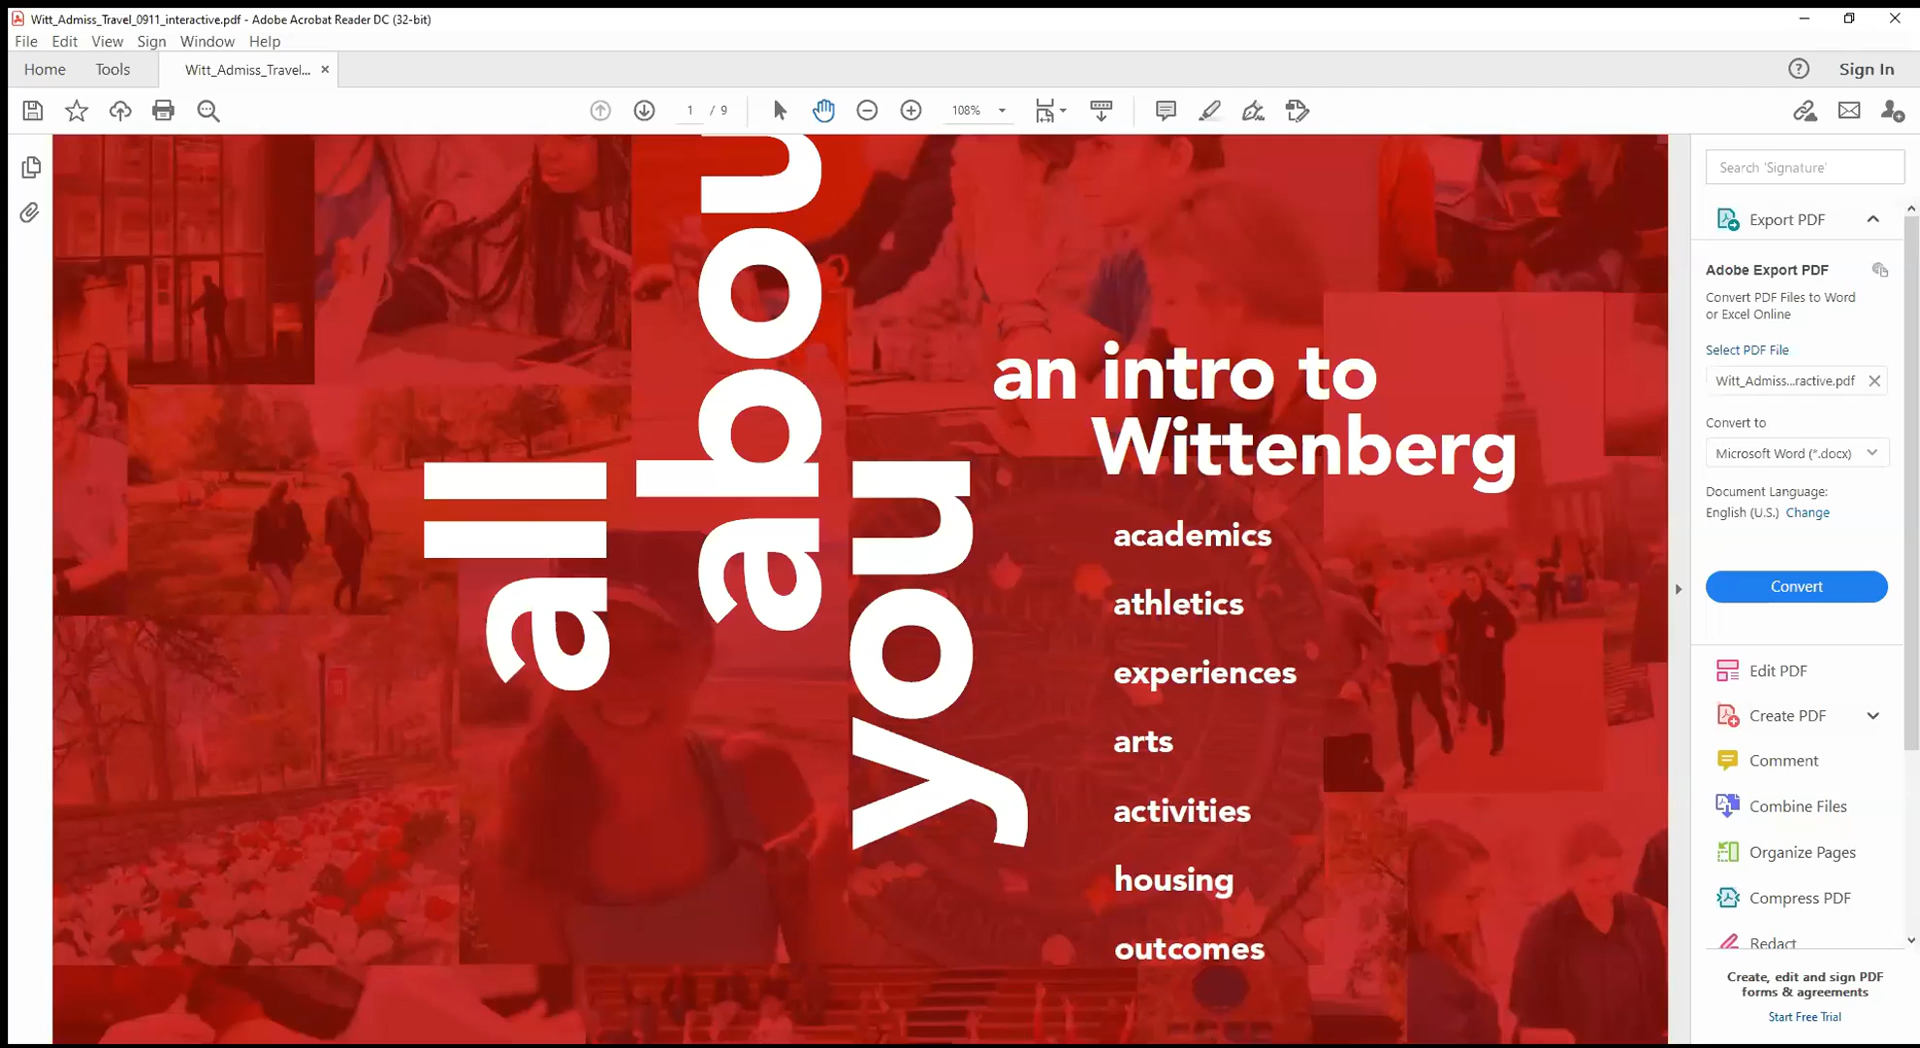 Witt_Admiss_Travel_0911_interactive.pdf - Adobe Acrobat Reader DC (32-bit)
File Edit View Sign Window Help
Home Tools Witt_Admiss_Travel... Sign In
1 / 9 108%
Search 'Signature'
Export PDF
Adobe Export PDF
Convert PDF Files to Word
or Excel Online
Select PDF File
Witt_Admiss...ractive.pdf
Convert to
Microsoft Word (*.docx)
Document Language:
English (U.S.) Change
Convert
Edit PDF
Create PDF
Comment
Combine Files
Organize Pages
Compress PDF
Redact
Create, edit and sign PDF
forms & agreements
Start Free Trial
all
abou
you
an intro to
Wittenberg
academics
athletics
experiences
arts
activities
housing
outcomes